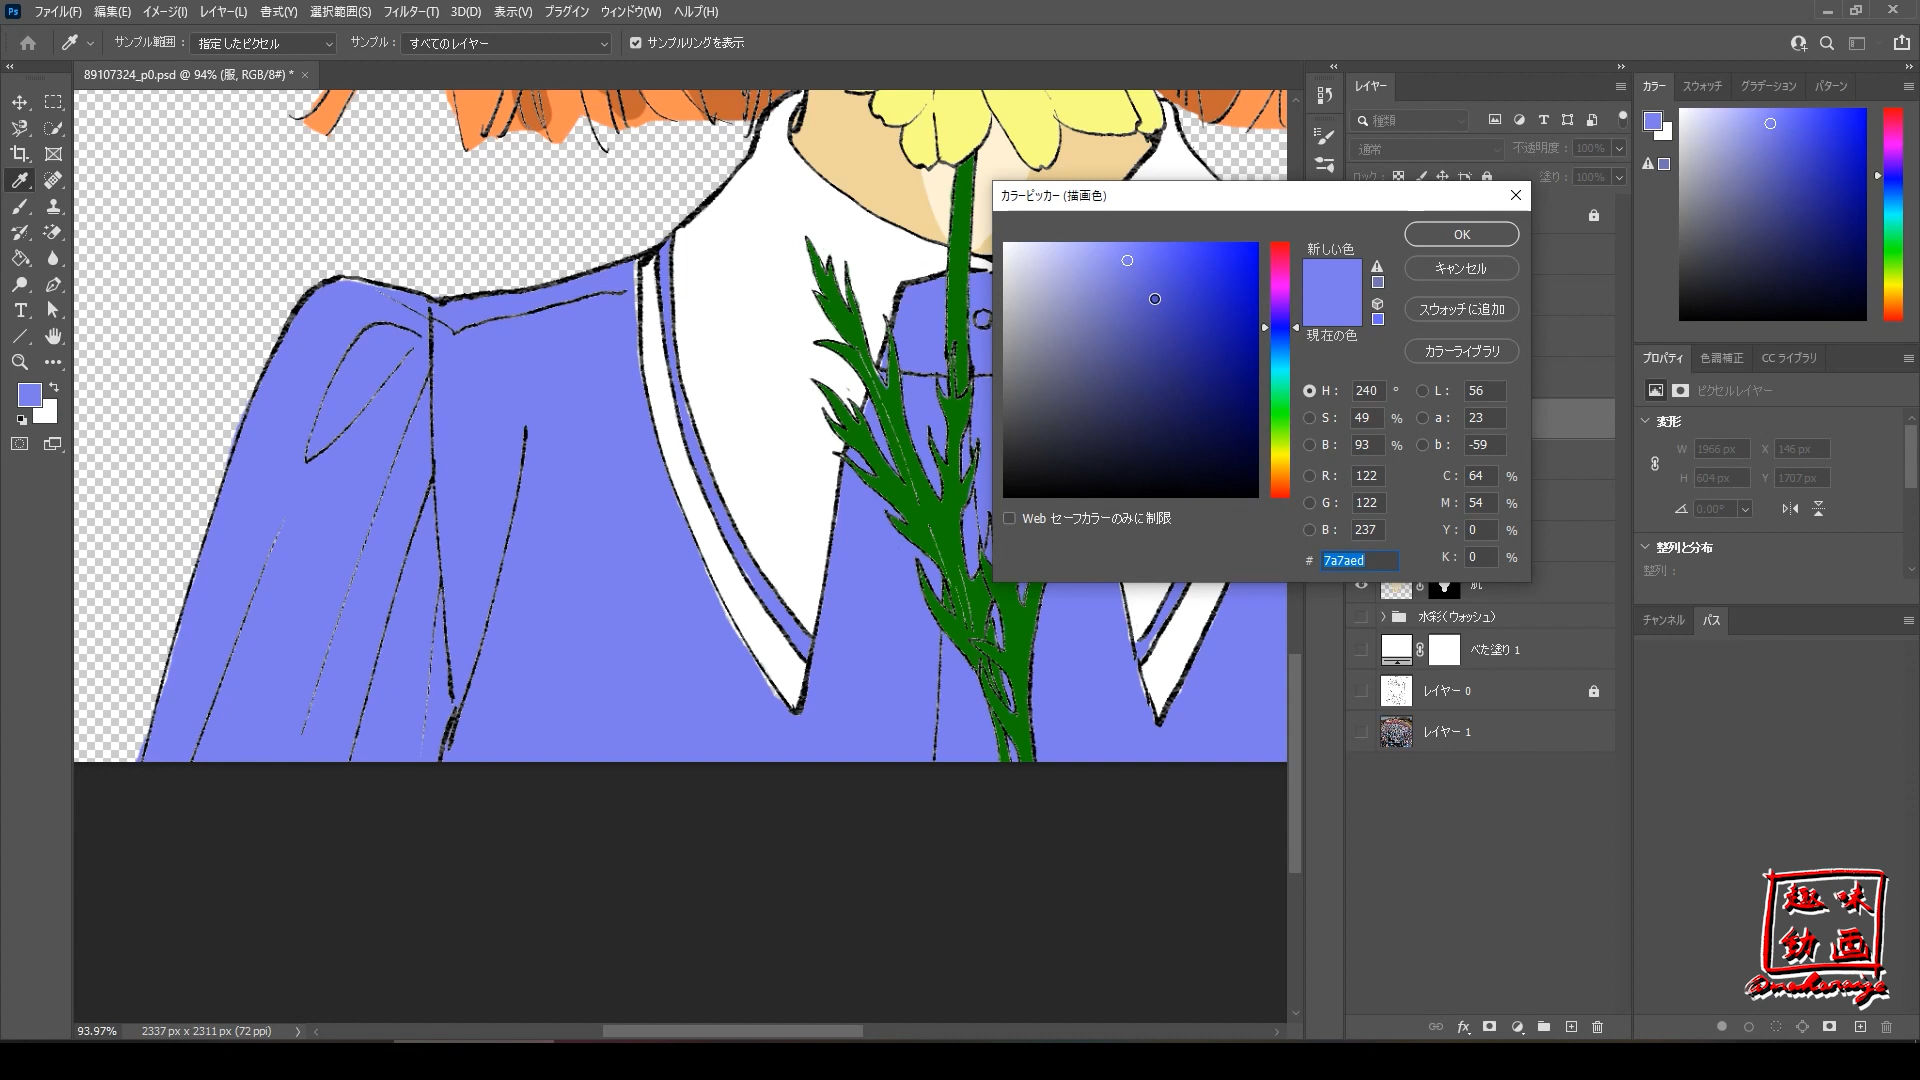 Ps ファイル(F) 編集(E) イメージ(I) レイヤー(L) 書式(Y) 選択範囲(S) フィルター(T) 3D(D) 表示(V) プラグイン ウィンドウ(W) ヘルプ(H)
サンプル範囲 : 指定したピクセル サンプル : すべてのレイヤー サンプルリングを表示
89107324_p0.psd @ 94% (服, RGB/8#) * ×
レイヤー
種類
通常 不透明度 : 100%
ロック : 塗り : 100%
カラー スウォッチ グラデーション パターン
カラーピッカー (描画色)
新しい色
現在の色
OK
キャンセル
スウォッチに追加
カラーライブラリ
H : 240 ° L : 56
S : 49 % a : 23
B : 93 % b : -59
R : 122 C : 64 %
G : 122 M : 54 %
B : 237 Y : 0 %
# 7a7aed K : 0 %
Web セーフカラーのみに制限
肌
水彩(ウォッシュ)
べた塗り 1
レイヤー 0
レイヤー 1
プロパティ 色調補正 CC ライブラリ
ピクセルレイヤー
変形
W 1966 px X 146 px
H 604 px Y 1707 px
0.00°
整列と分布
整列 :
チャンネル パス
趣味
動画
93.97% 2337 px x 2311 px (72 ppi)
fx